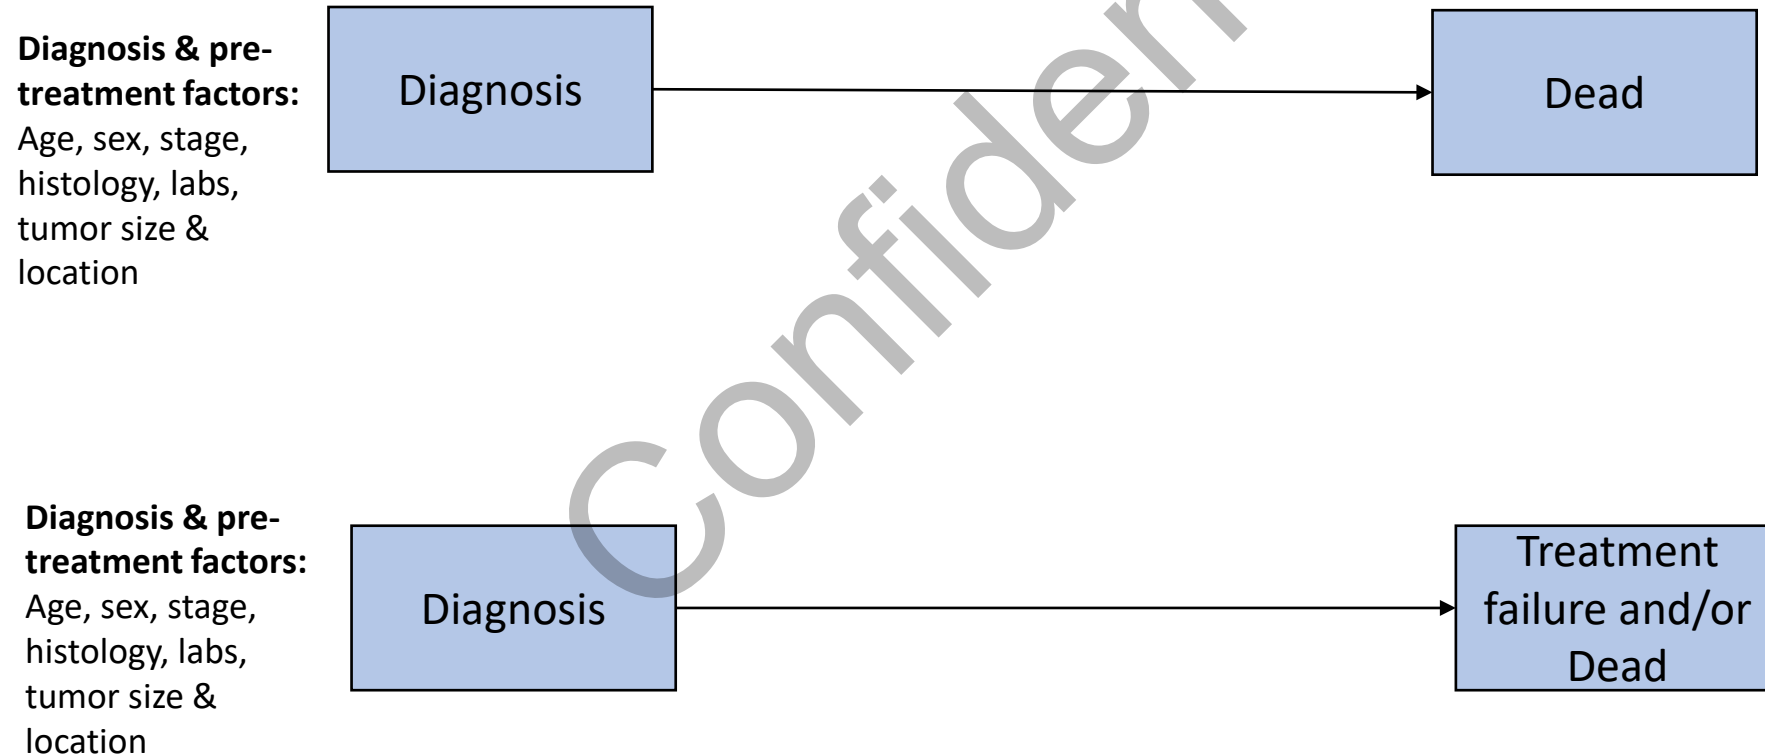 Diagnosis & pre-
treatment factors:
Age, sex, stage,
histology, labs,
tumor size &
location
Diagnosis
Dead
Confiden
Diagnosis & pre-
treatment factors:
Age, sex, stage,
histology, labs,
tumor size &
location
Diagnosis
Treatment
failure and/or
Dead